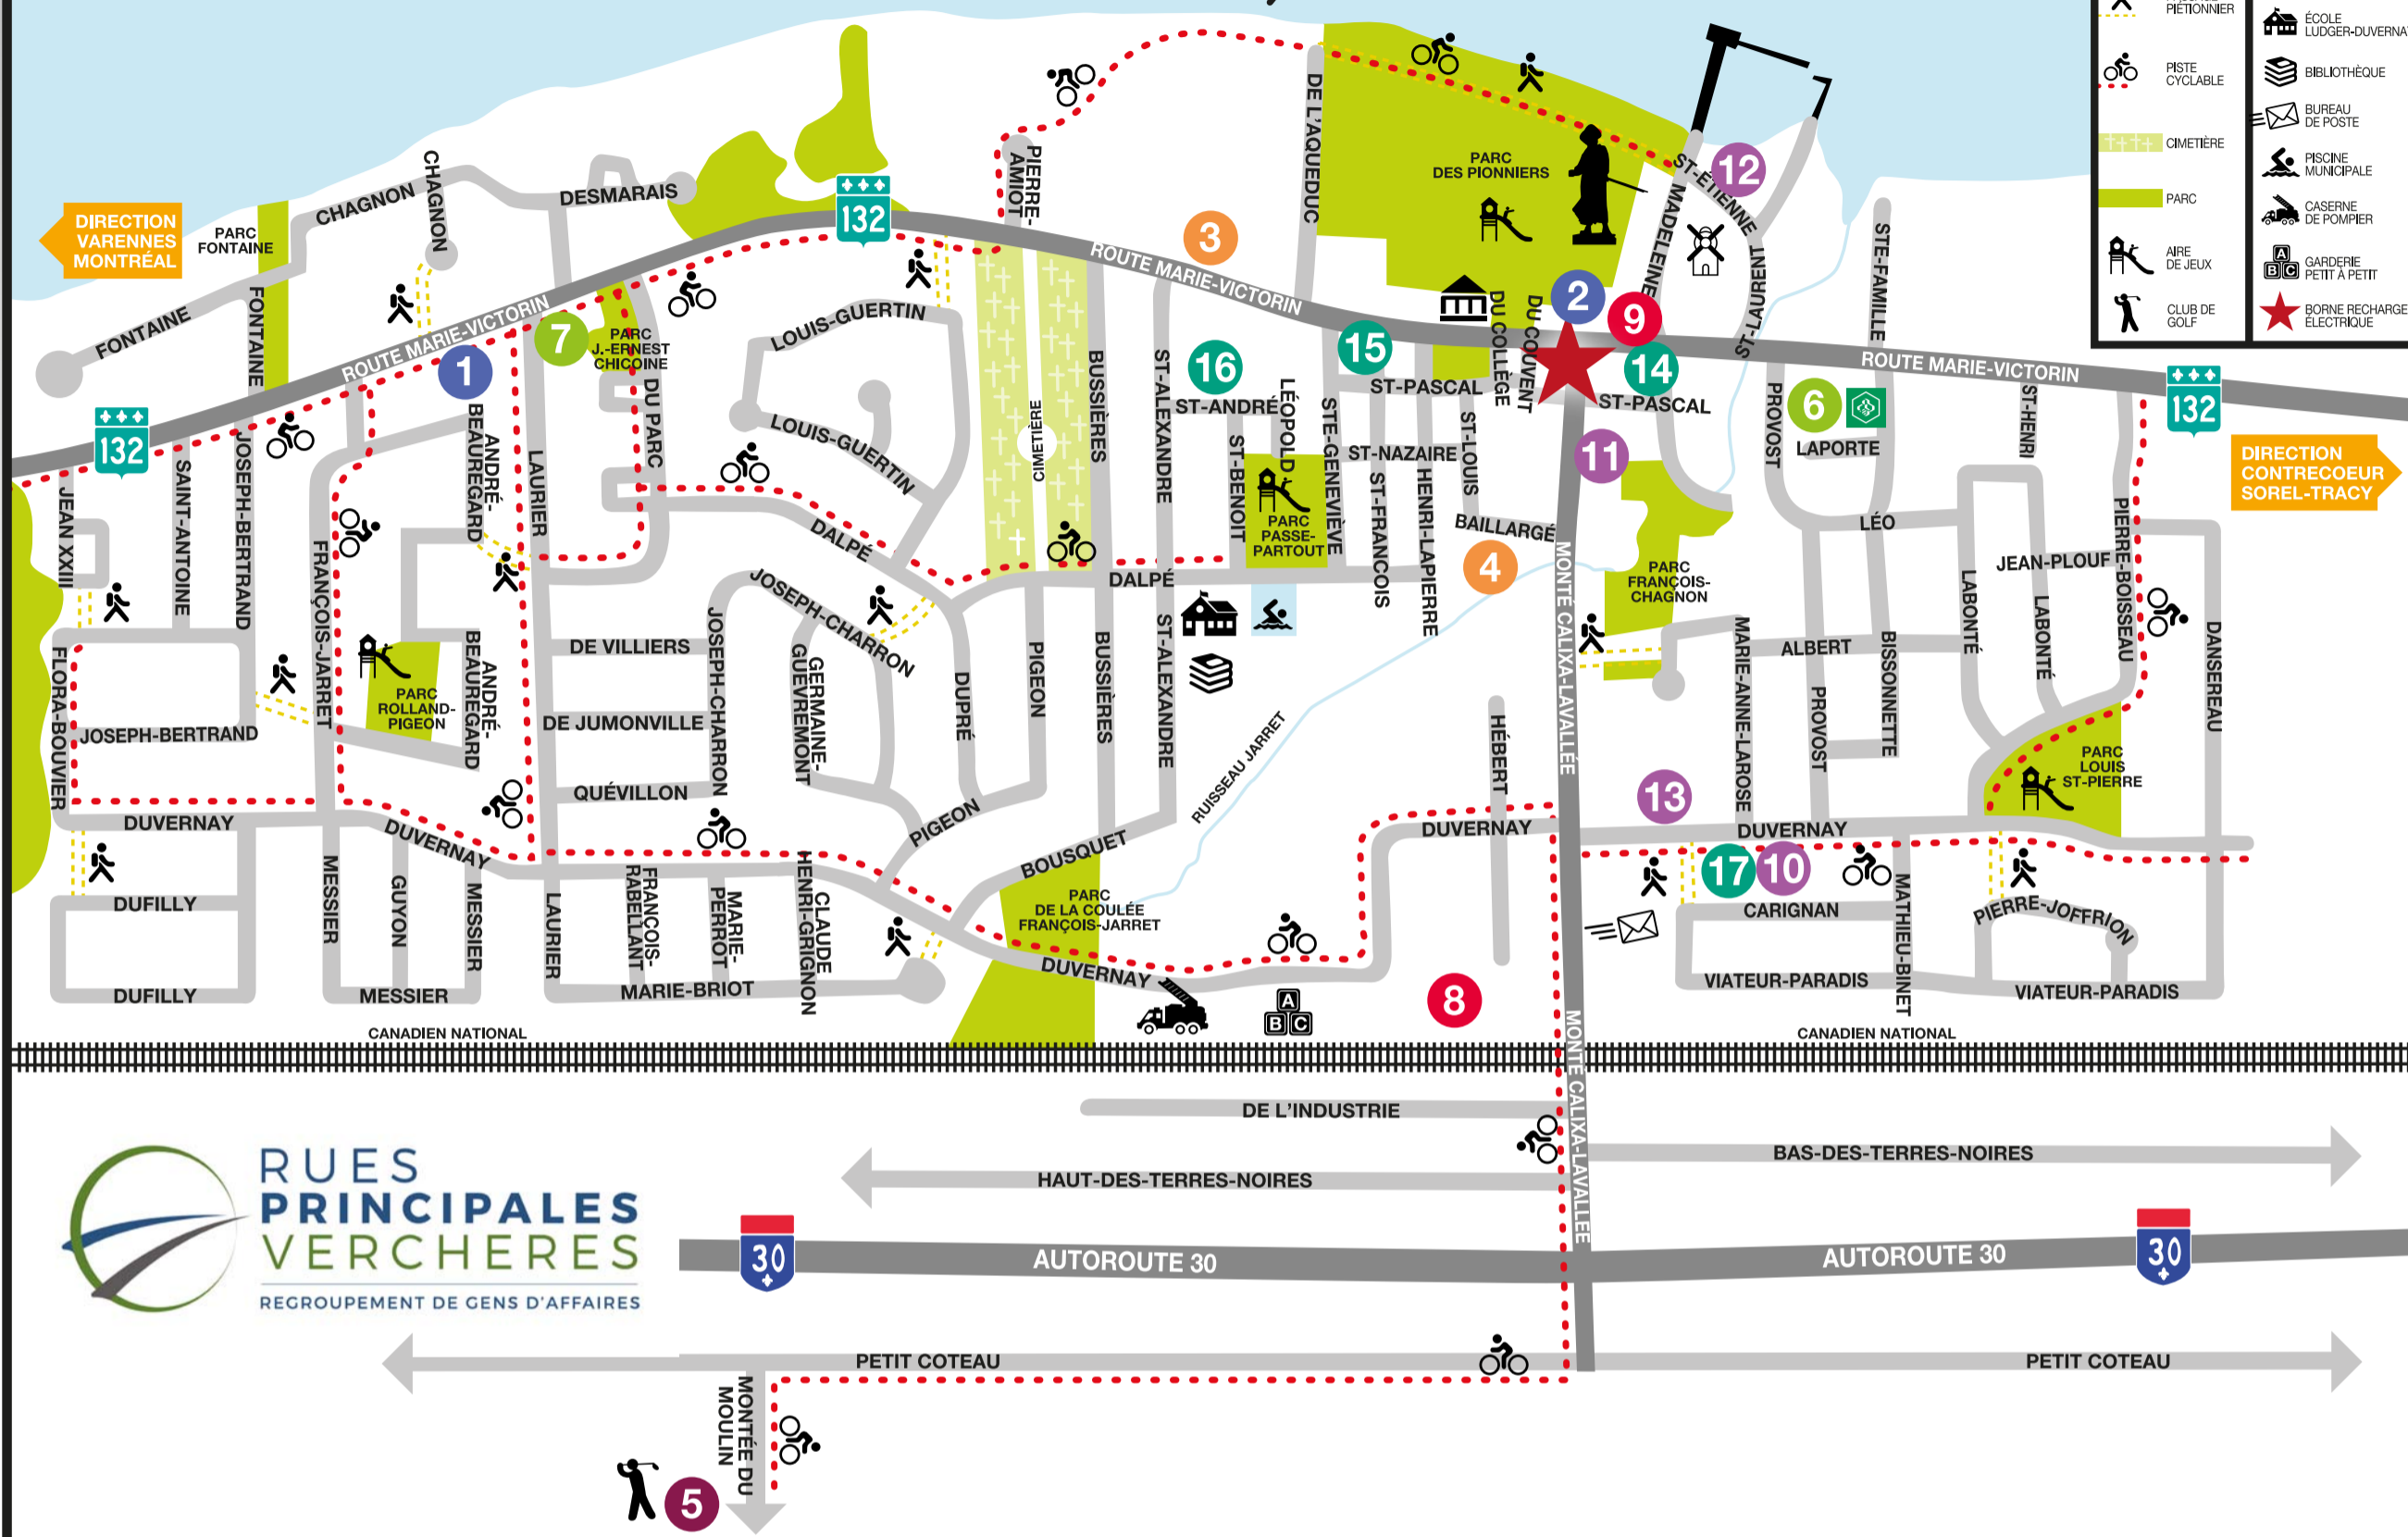 PIÉTIONNIER
PISTE
CYCLABLE
CIMETIÈRE
PARC
AIRE
DE JEUX
CLUB DE
GOLF
ÉCOLE
LUDGER-DUVERNA
BIBLIOTHÈQUE
BUREAU
DE POSTE
PISCINE
MUNICIPALE
CASERNE
DE POMPIER
A
B C
GARDERIE
PETIT À PETIT
BORNE RECHARGE
ÉLECTRIQUE
DIRECTION
VARENNES
MONTRÉAL
PARC
FONTAINE
CHAGNON
CHAGNON
DESMARAIS
132
PIERRE-
AMIOT
DE L'AQUEDUC
PARC
DES PIONNIERS
ST-ÉTIENNE
12
MADELEINE
ST-LAURENT
STE-FAMILLE
FONTAINE
FONTAINE
ROUTE MARIE-VICTORIN
3
ROUTE MARIE-VICTORIN
2
9
ROUTE MARIE-VICTORIN
132
132
DIRECTION
CONTRECOEUR
SOREL-TRACY
1
7
PARC
J.-ERNEST
CHICOINE
DU PARC
LOUIS-GUERTIN
LOUIS-GUERTIN
CIMETIÈRE
BUSSIÈRES
ST-ALEXANDRE
16
ST-ANDRÉ
LÉOPOLD
ST-BENOIT
15
ST-PASCAL
DU COLLÈGE
DU COUVENT
14
ST-PASCAL
STE-GENEVIÈVE
ST-NAZAIRE
ST-LOUIS
ST-FRANCOIS
HENRI-LAPIERRE
11
PROVOST
6
LAPORTE
ST-HENRI
JEAN XXIII
SAINT-ANTOINE
JOSEPH-BERTRAND
FRANÇOIS-JARRET
ANDRÉ-
BEAUREGARD
LAURIER
DALPÉ
PARC
PASSE-
PARTOUT
BAILLARGÉ
4
LÉO
JEAN-PLOUF
PIERRE-BOISSEAU
DALPÉ
MONTÉ CALIXA-LAVALLÉE
PARC
FRANÇOIS-
CHAGNON
LABONTÉ
LABONTÉ
DANSEREAU
JOSEPH-CHARRON
JOSEPH-CHARRON
DE VILLIERS
GERMAINE-
GUÈVREMONT
DUPRÉ
PIGEON
BUSSIÈRES
ST-ALEXANDRE
ALBERT
MARIE-ANNE-LAROSE
PROVOST
BISSONNETTE
FLORA-BOUVIER
JOSEPH-BERTRAND
PARC
ROLLAND-
PIGEON
ANDRÉ-
BEAUREGARD
DE JUMONVILLE
QUÉVILLON
RUISSEAU JARRET
HÉBERT
PARC
LOUIS
ST-PIERRE
13
DUVERNAY
DUVERNAY
PIGEON
BOUSQUET
DUVERNAY
DUVERNAY
17
10
MESSIER
GUYON
MESSIER
LAURIER
FRANÇOIS-
RABELLANT
MARIE-
PERROT
CLAUDE
HENRI-GRIGNON
PARC
DE LA COULÉE
FRANÇOIS-JARRET
CARIGNAN
MATHIEU-BINET
PIERRE-JOFFRION
DUFILLY
DUFILLY
MESSIER
MARIE-BRIOT
DUVERNAY
A
B C
8
VIATEUR-PARADIS
VIATEUR-PARADIS
CANADIEN NATIONAL
CANADIEN NATIONAL
MONTÉ CALIXA-LAVALLÉE
DE L'INDUSTRIE
BAS-DES-TERRES-NOIRES
HAUT-DES-TERRES-NOIRES
RUES
PRINCIPALES
VERCHERES
REGROUPEMENT DE GENS D'AFFAIRES
30
AUTOROUTE 30
AUTOROUTE 30
30
PETIT COTEAU
PETIT COTEAU
MONTÉE DU
MOULIN
5